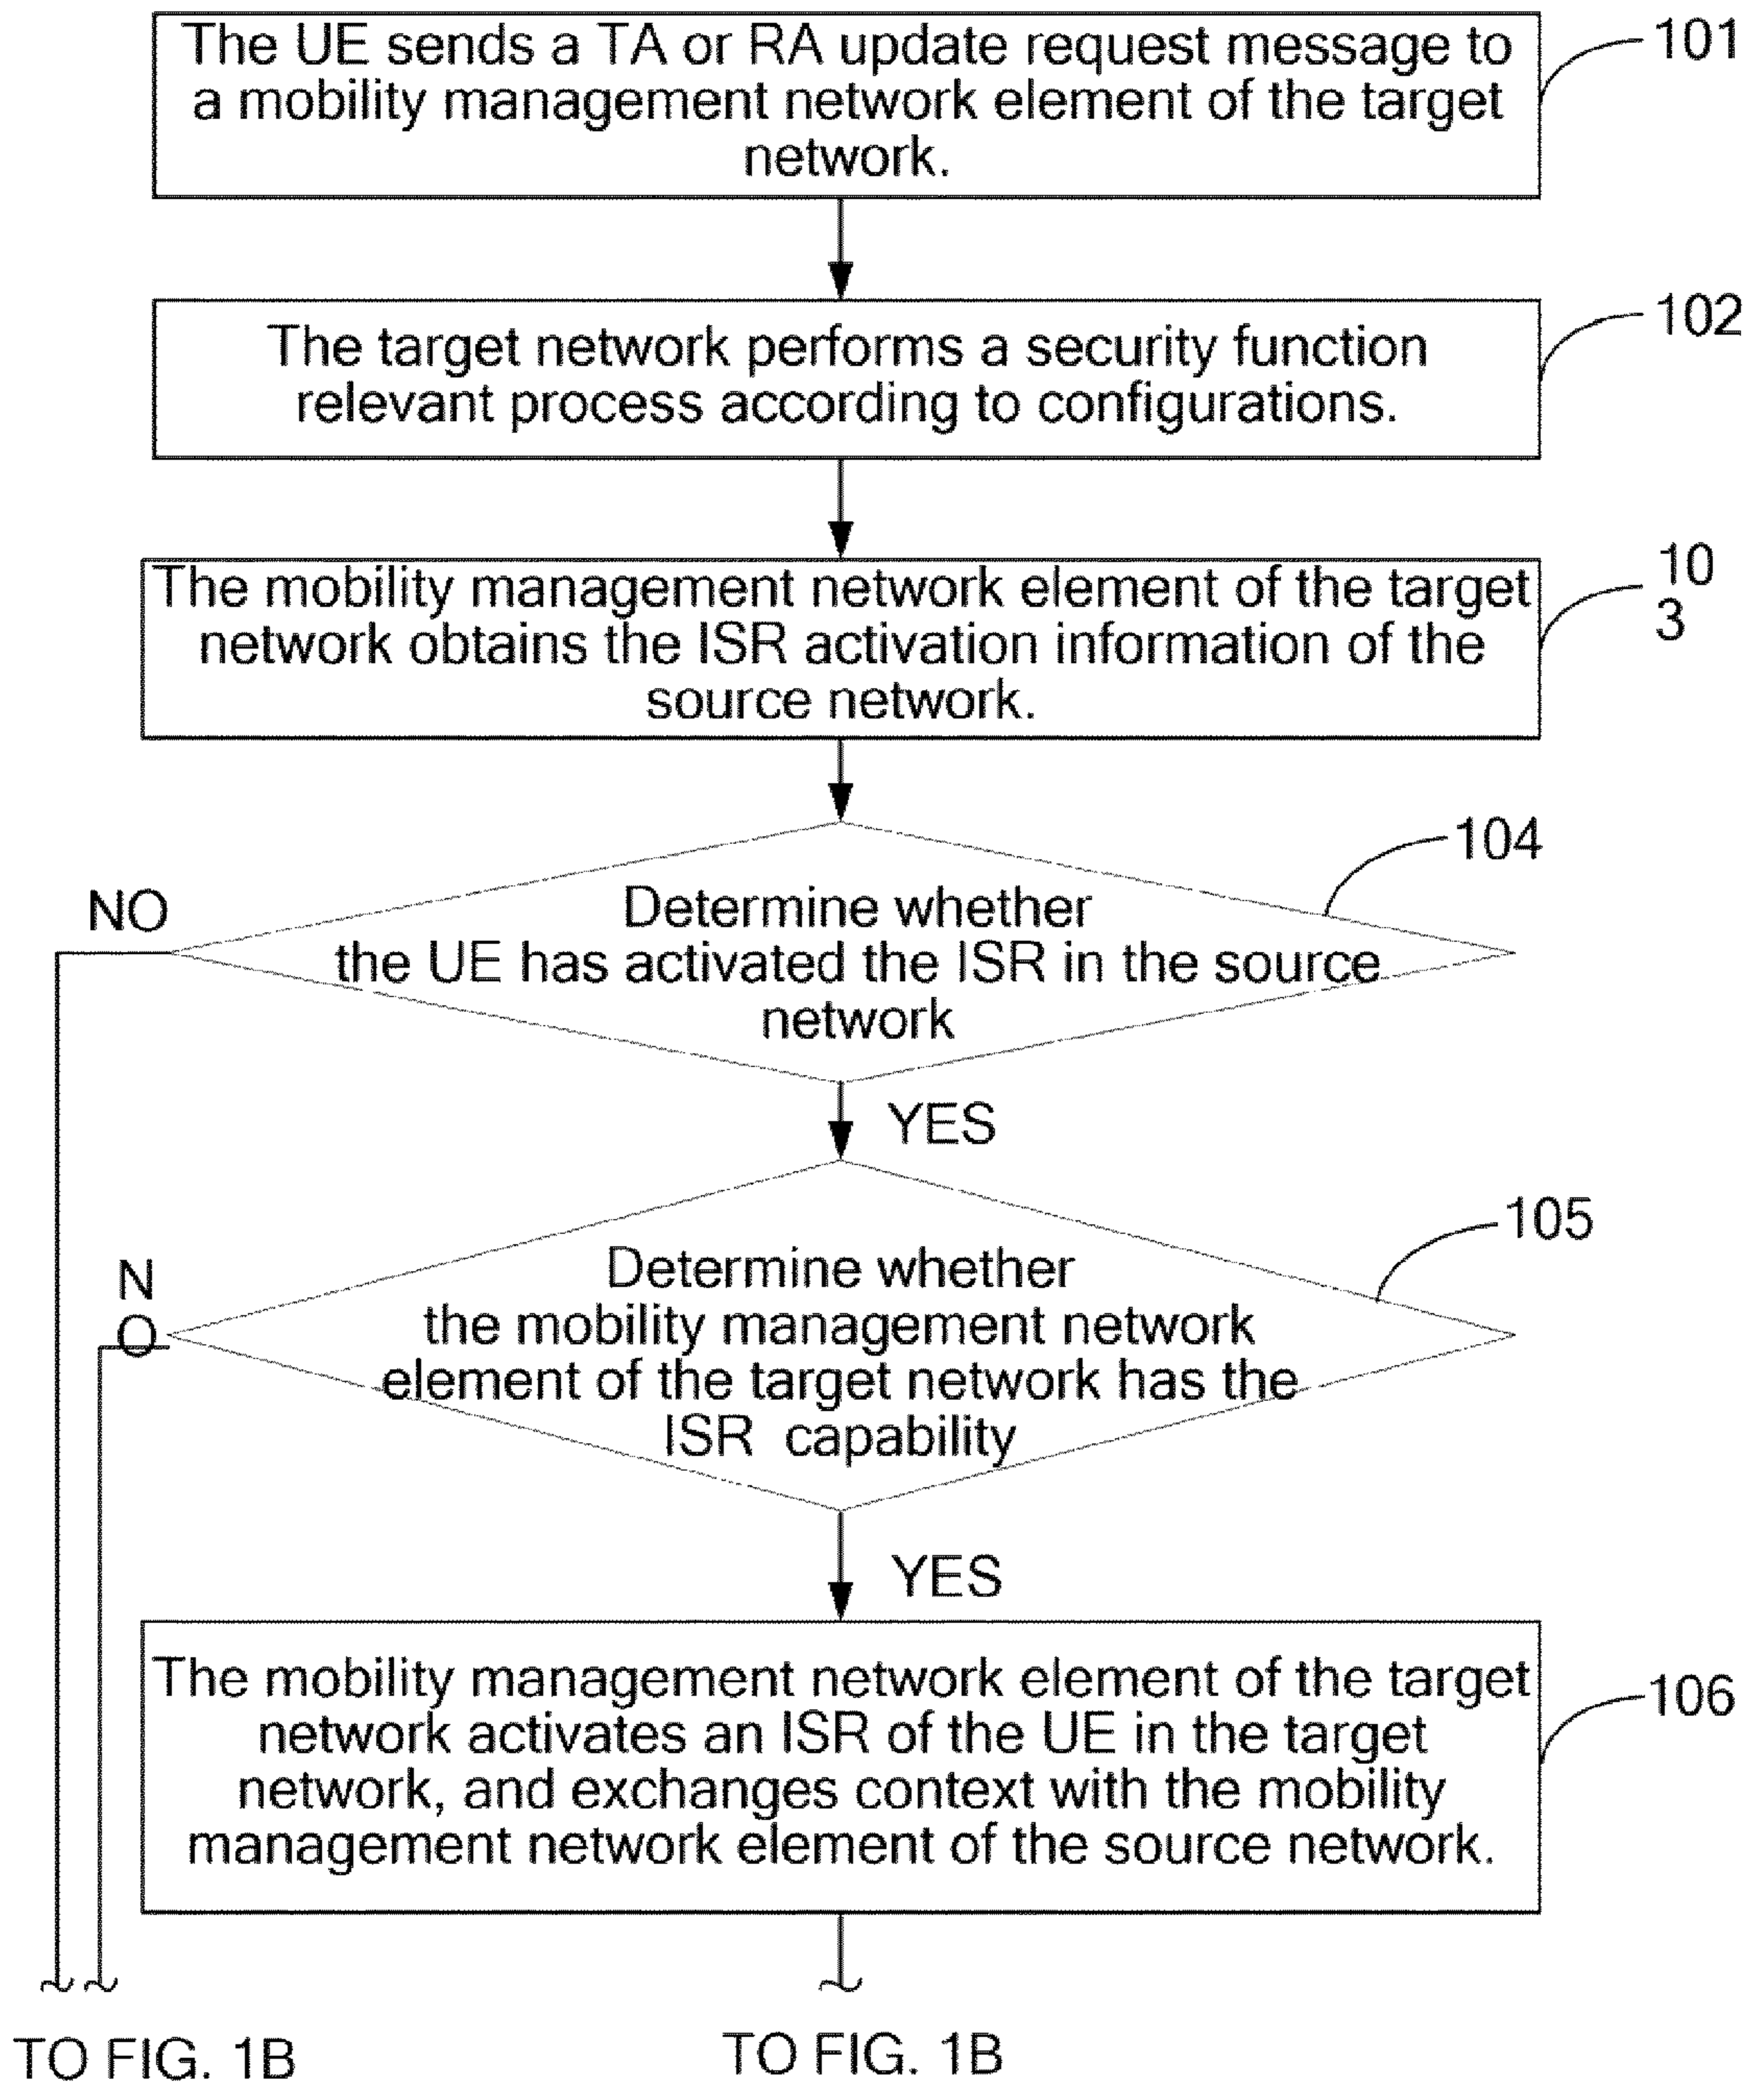 The UE sends a TA or RA update request message to
a mobility management network element of the target
network.
101
The target network performs a security function
relevant process according to configurations.
102
The mobility management network element of the target
network obtains the ISR activation information of the
source network.
10
3
104
NO
Determine whether
the UE has activated the ISR in the source
network
YES
105
N
O
Determine whether
the mobility management network
element of the target network has the
ISR capability
YES
The mobility management network element of the target
network activates an ISR of the UE in the target
network, and exchanges context with the mobility
management network element of the source network.
106
TO FIG. 1B
TO FIG. 1B